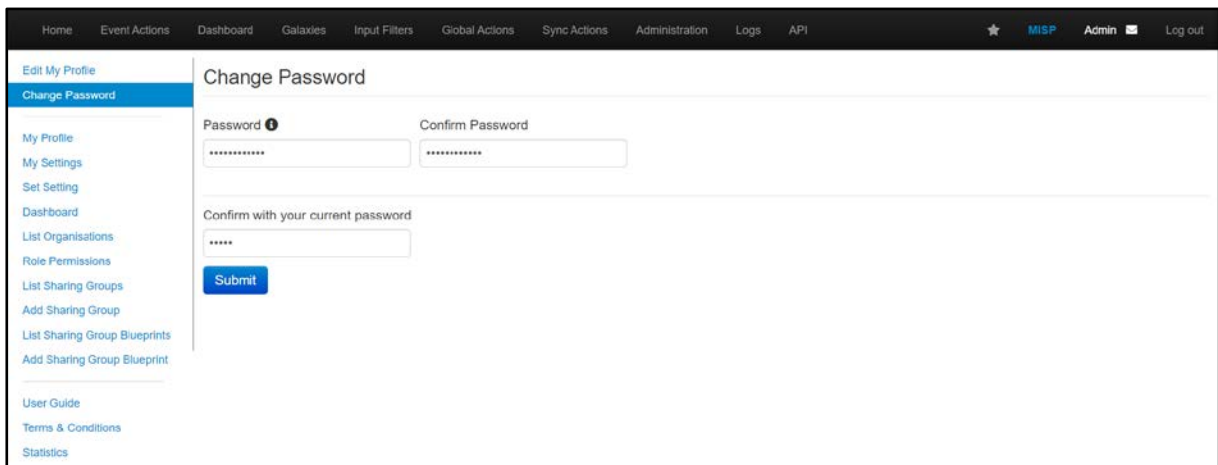 Home Event Actions Dashboard Galaxies Input Filters Global Actions Sync Actions Administration Logs API MISP Admin Log out
Edit My Profile
Change Password
My Profile
My Settings
Set Setting
Dashboard
List Organisations
Role Permissions
List Sharing Groups
Add Sharing Group
List Sharing Group Blueprints
Add Sharing Group Blueprint
User Guide
Terms & Conditions
Statistics
Change Password
Password Confirm Password
•••••••••••• ••••••••••••
Confirm with your current password
•••••
Submit